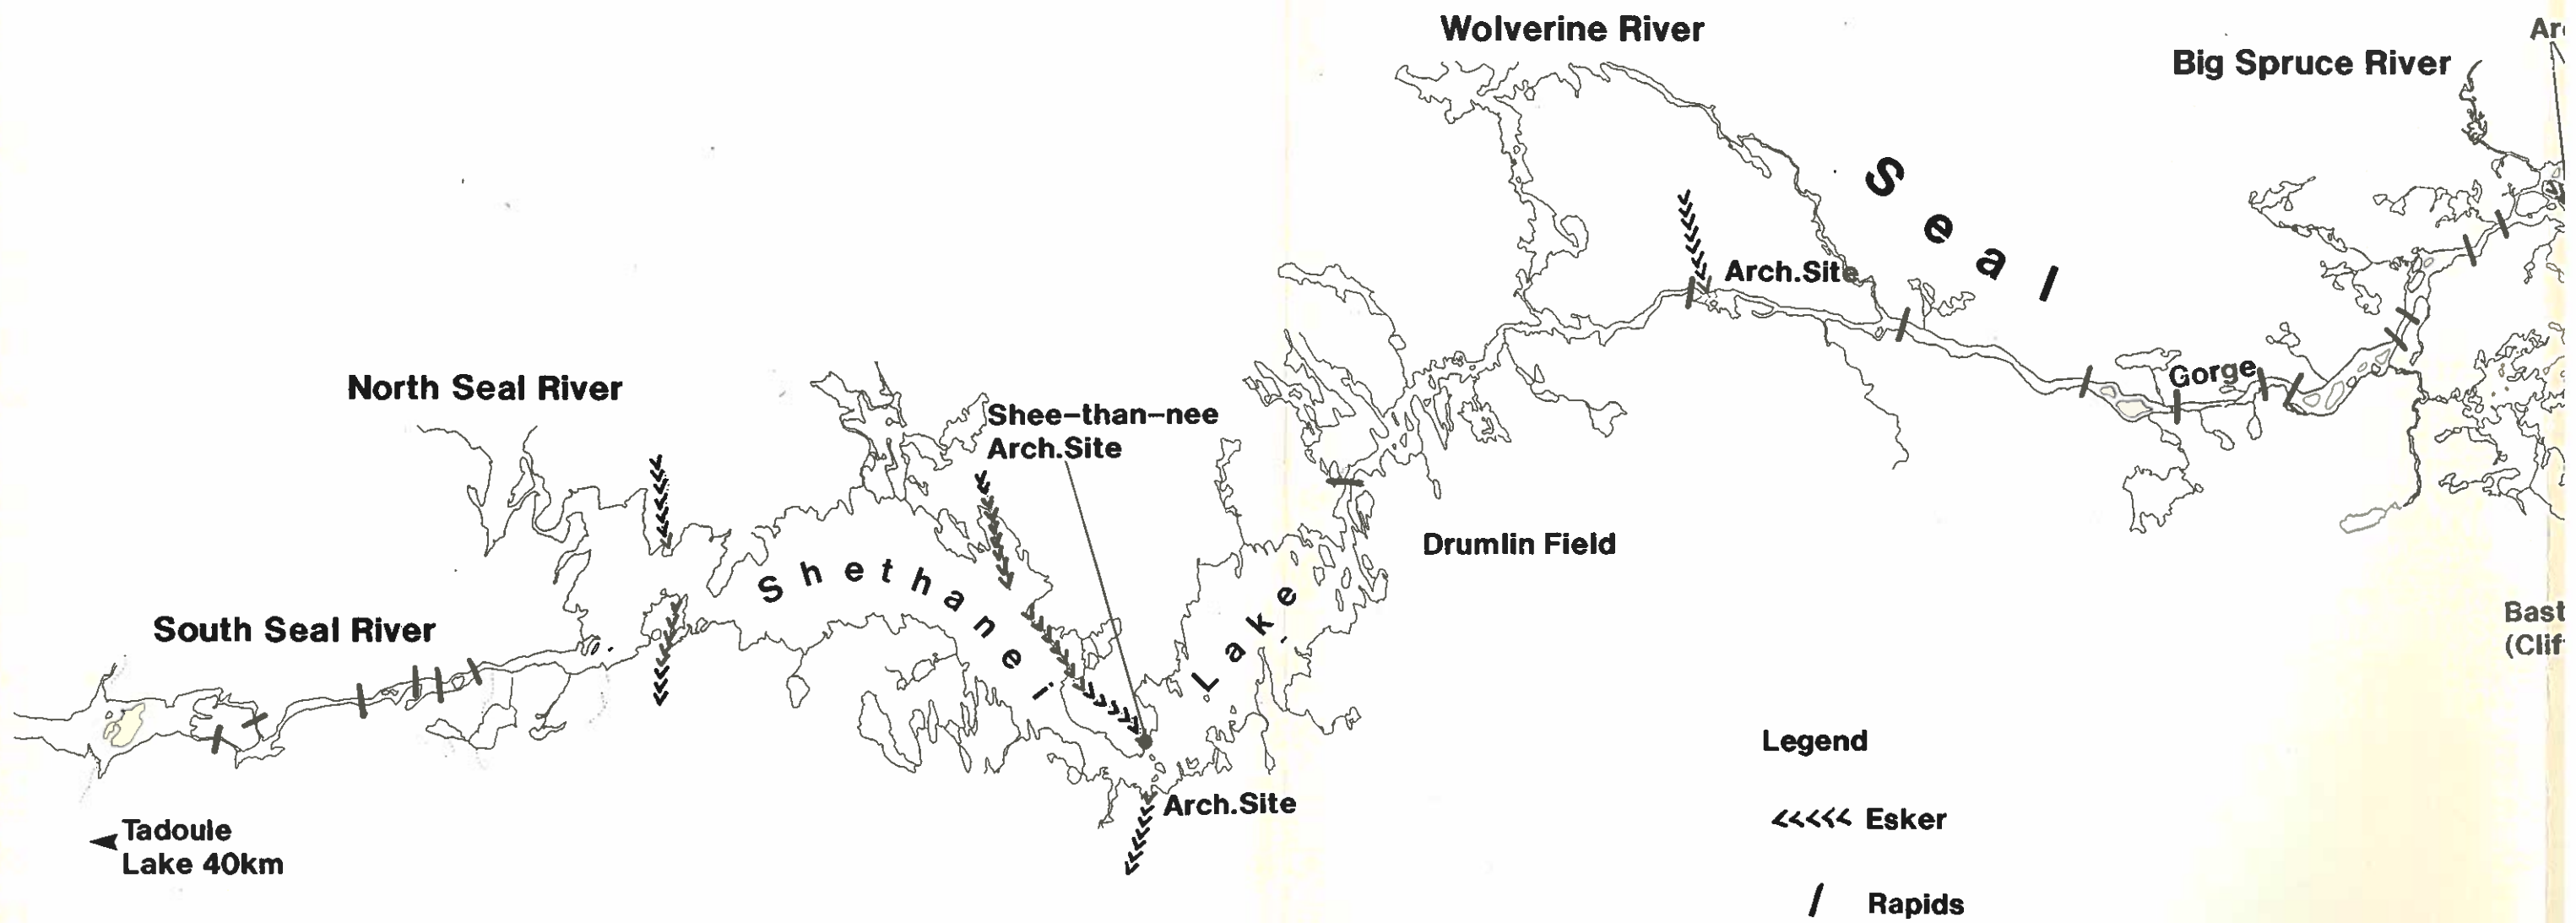 Wolverine River
Big Spruce River
Seal
Arch.Site
Gorge
North Seal River
Shee-than-nee
Arch.Site
Drumlin Field
Shethanei Lake
South Seal River
Arch.Site
Tadoule
Lake 40km
Legend
<<<<< Esker
/ Rapids